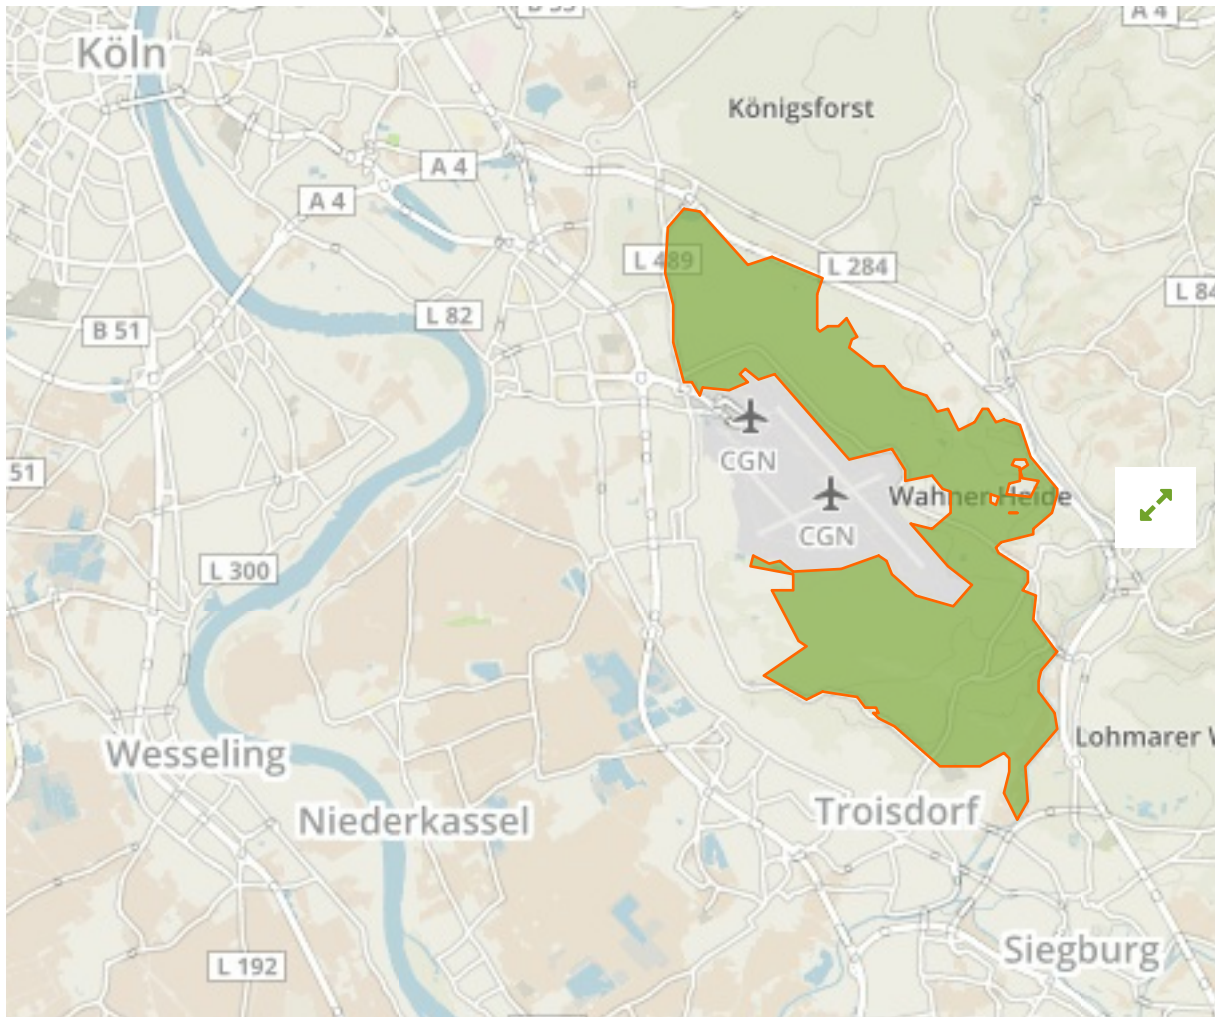 A 4
Köln
Königsforst
A 4
A 4
L 489
L 284
L 84
L 82
B 51
CGN
51
Wahner Heide
CGN
L 300
Lohmarer W
Wesseling
Troisdorf
Niederkassel
Siegburg
L 192